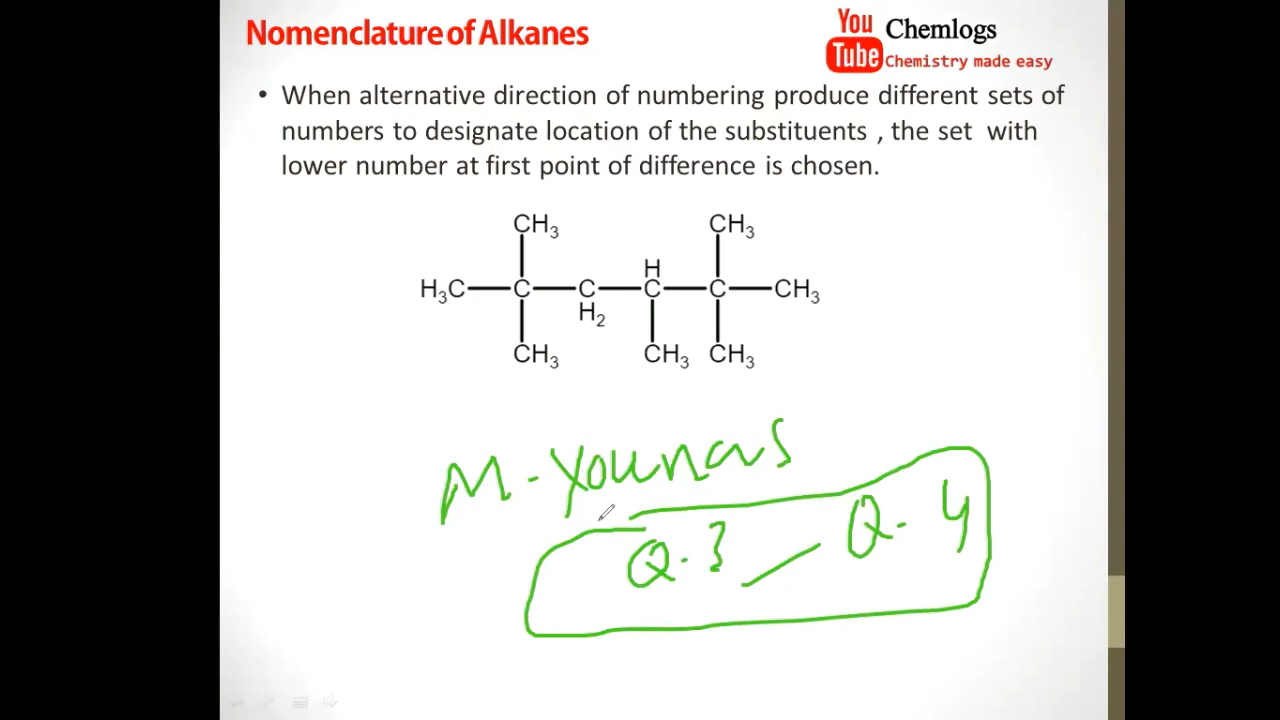 Nomenclature of Alkanes
You
Tube
Chemlogs
Chemistry made easy
• When alternative direction of numbering produce different sets of
numbers to designate location of the substituents , the set with
lower number at first point of difference is chosen.
CH3 CH3
H
H3C C C C C CH3
H2
CH3 CH3 CH3
M-Younas
Q.3 Q.4